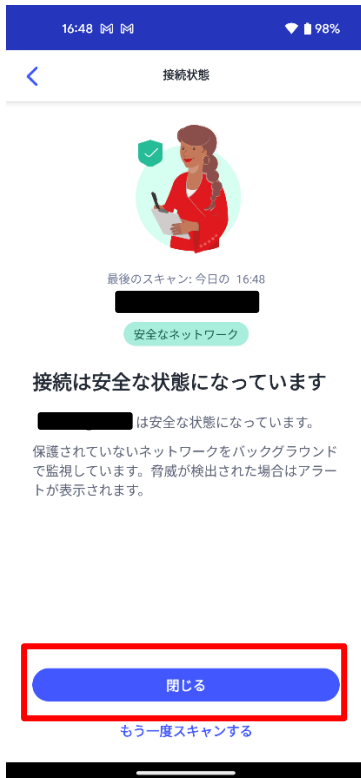 16:48
98%
接続状態
最後のスキャン: 今日の 16:48
安全なネットワーク
接続は安全な状態になっています
は安全な状態になっています。
保護されていないネットワークをバックグラウンド
で監視しています。脅威が検出された場合はアラー
トが表示されます。
閉じる
もう一度スキャンする